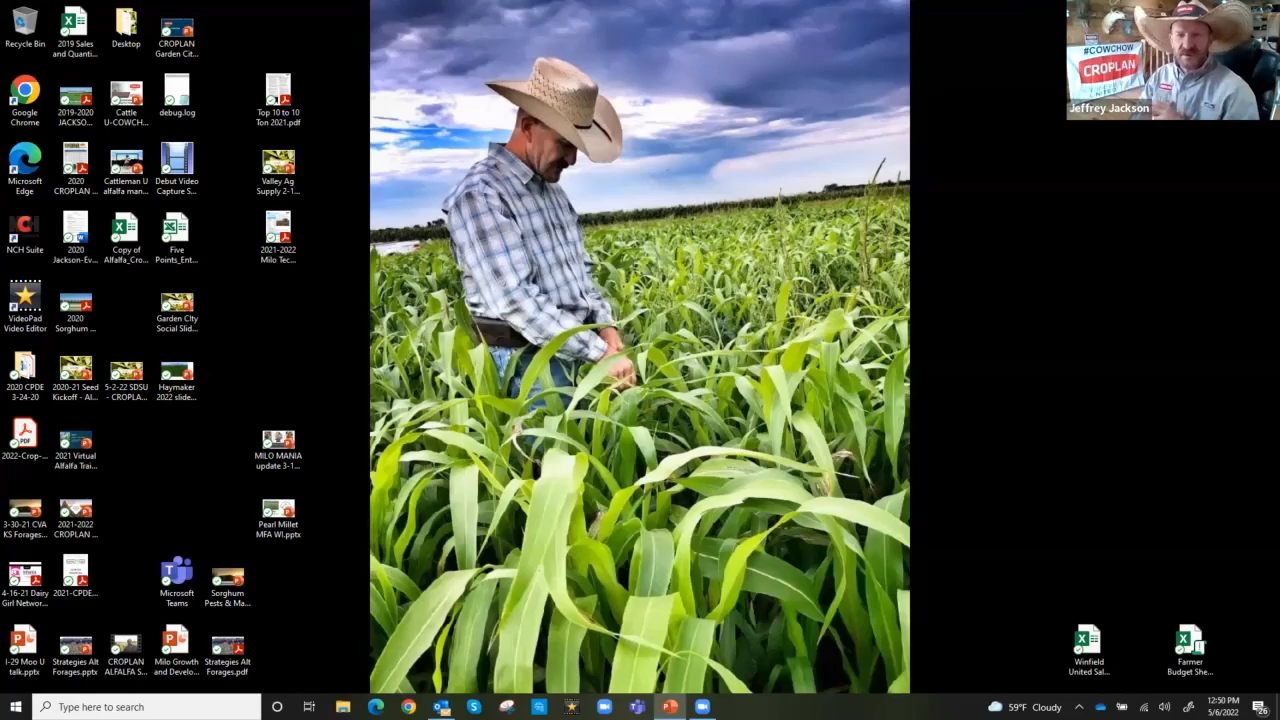 Recycle Bin
2019 Sales
and Quanti...
Desktop
CROPLAN
Garden Cit...
Google
Chrome
2019-2020
JACKSO...
Cattle
U-COWCH...
debug.log
Top 10 to 10
Ton 2021.pdf
Microsoft
Edge
2020
CROPLAN ...
Cattleman U
alfalfa man...
Debut Video
Capture S...
Valley Ag
Supply 2-1...
NCH Suite
2020
Jackson-Ev...
Copy of
Alfalfa_Cro...
Five
Points_Ent...
2021-2022
Milo Tec...
VideoPad
Video Editor
2020
Sorghum ...
Garden CIty
Social Slid...
2020 CPDE
3-24-20
2020-21 Seed
Kickoff - Al...
5-2-22 SDSU
- CROPLA...
Haymaker
2022 slide...
PDF
2022-Crop-...
2021 Virtual
Alfalfa Trai...
MILO MANIA
update 3-1...
3-30-21 CVA
KS Forages...
2021-2022
CROPLAN ...
Pearl Millet
MFA WI.pptx
4-16-21 Dairy
Girl Networ...
2021-CPDE...
Microsoft
Teams
Sorghum
Pests & Ma...
I-29 Moo U
talk.pptx
Strategies Alt
Forages.pptx
CROPLAN
ALFALFA S...
Milo Growth
and Develo...
Strategies Alt
Forages.pdf
#COWCHOW
CROPLAN
Jeffrey Jackson
Winfield
United Sal...
Farmer
Budget She...
Type here to search
59°F Cloudy
12:50 PM
5/6/2022
26